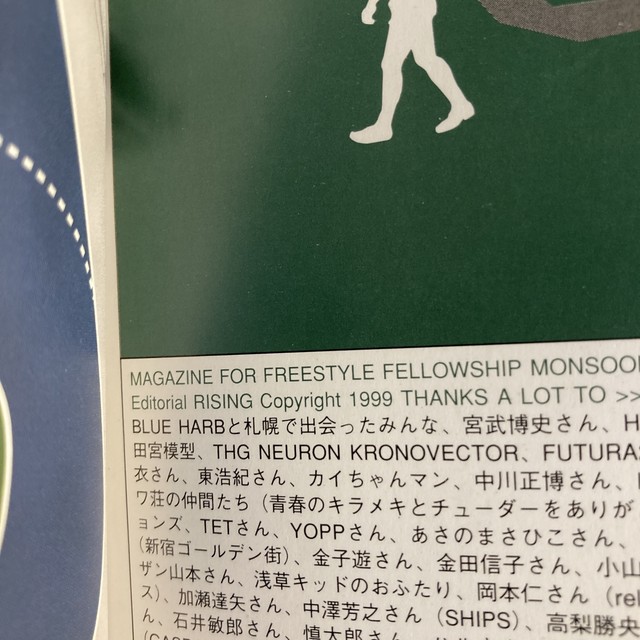 MAGAZINE FOR FREESTYLE FELLOWSHIP MONSOON
Editorial RISING Copyright 1999 THANKS A LOT TO >>
BLUE HARBと札幌で出会ったみんな、宮武博史さん、H
田宮模型、THG NEURON KRONOVECTOR、FUTURA
衣さん、東浩紀さん、カイちゃんマン、中川正博さん、
ワ荘の仲間たち（青春のキラメキとチューダーをありが
ョンズ、TETさん、YOPPさん、あさのまさひこさん、
(新宿ゴールデン街)、金子遊さん、金田信子さん、小山
ザン山本さん、浅草キッドのおふたり、岡本仁さん（rel
ス)、加瀬達矢さん、中澤芳之さん（SHIPS)、高梨勝央
ん、石井敏郎さん、慎太郎さん、